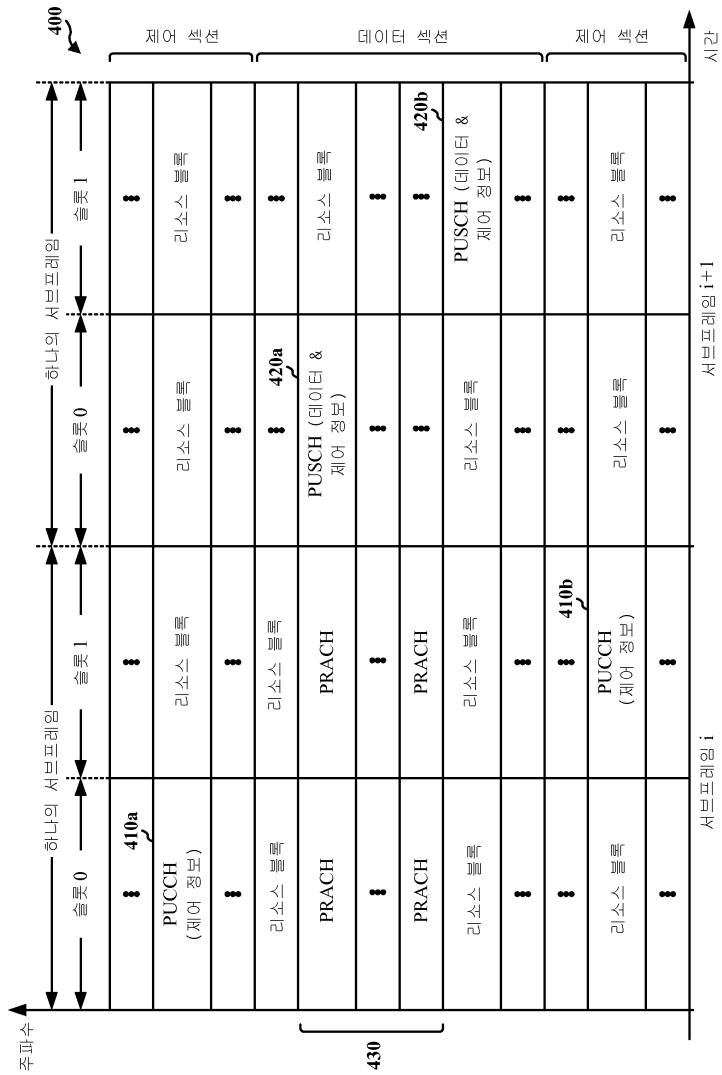 400
주파수
하나의 서브프레임
하나의 서브프레임
슬롯 0
슬롯 1
슬롯 0
슬롯 1
410a
PUCCH
(제어 정보)
리소스 블록
리소스 블록
리소스 블록
제어 섹션
리소스 블록
리소스 블록
420a
PRACH
PRACH
PUSCH (데이터 &
제어 정보)
리소스 블록
430
PRACH
PRACH
420b
리소스 블록
리소스 블록
리소스 블록
PUSCH (데이터 &
제어 정보)
데이터 섹션
410b
리소스 블록
PUCCH
(제어 정보)
리소스 블록
리소스 블록
제어 섹션
서브프레임 i
서브프레임 i+1
시간